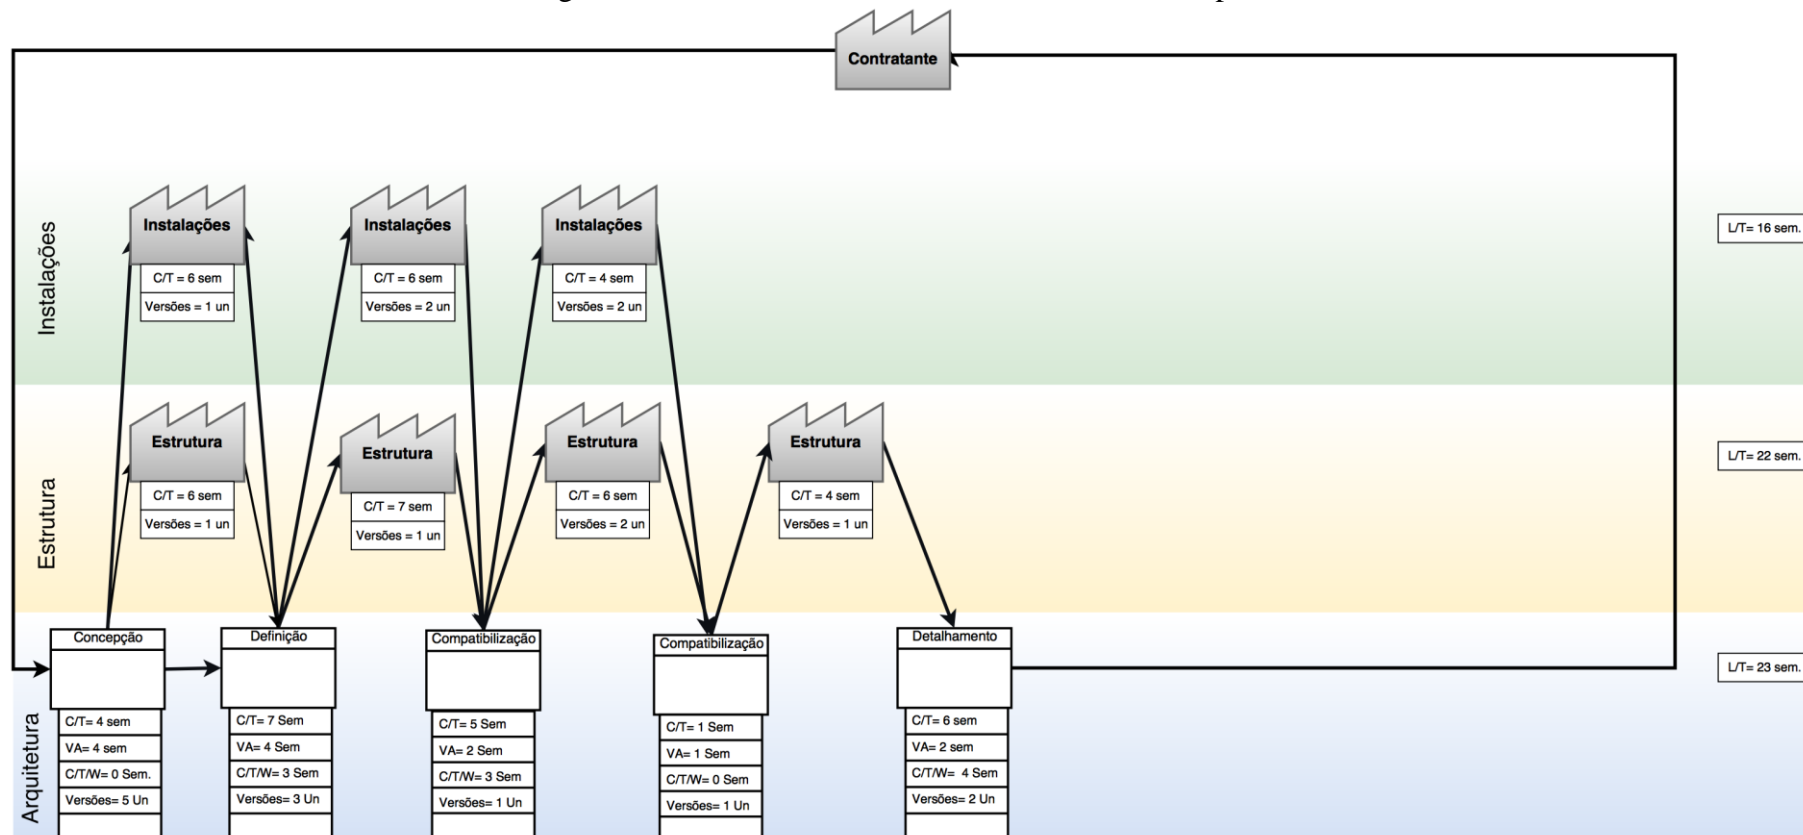 Contratante
Instalações
Instalações
C/T = 6 sem
Versões = 1 un
Instalações
C/T = 6 sem
Versões = 2 un
Instalações
C/T = 4 sem
Versões = 2 un
L/T= 16 sem.
Estrutura
Estrutura
C/T = 6 sem
Versões = 1 un
Estrutura
C/T = 7 sem
Versões = 1 un
Estrutura
C/T = 6 sem
Versões = 2 un
Estrutura
C/T = 4 sem
Versões = 1 un
L/T= 22 sem.
Arquitetura
Concepção
C/T= 4 sem
VA= 4 sem
C/T/W= 0 Sem.
Versões= 5 Un
Definição
C/T= 7 Sem
VA= 4 Sem
C/T/W= 3 Sem
Versões= 3 Un
Compatibilização
C/T= 5 Sem
VA= 2 Sem
C/T/W= 3 Sem
Versões= 1 Un
Compatibilização
C/T= 1 Sem
VA= 1 Sem
C/T/W= 0 Sem
Versões= 1 Un
Detalhamento
C/T= 6 sem
VA= 2 sem
C/T/W= 4 Sem
Versões= 2 Un
L/T= 23 sem.